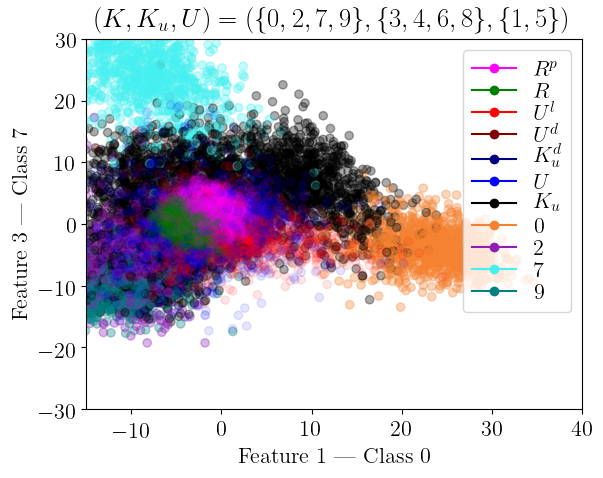 (K, K_u, U) = ({0, 2, 7, 9}, {3, 4, 6, 8}, {1, 5})
30
20
10
0
−10
−20
−30
Feature 3 — Class 7
R^p
R
U^l
U^d
K_u^d
U
K_u
0
2
7
9
−10
0
10
20
30
40
Feature 1 — Class 0